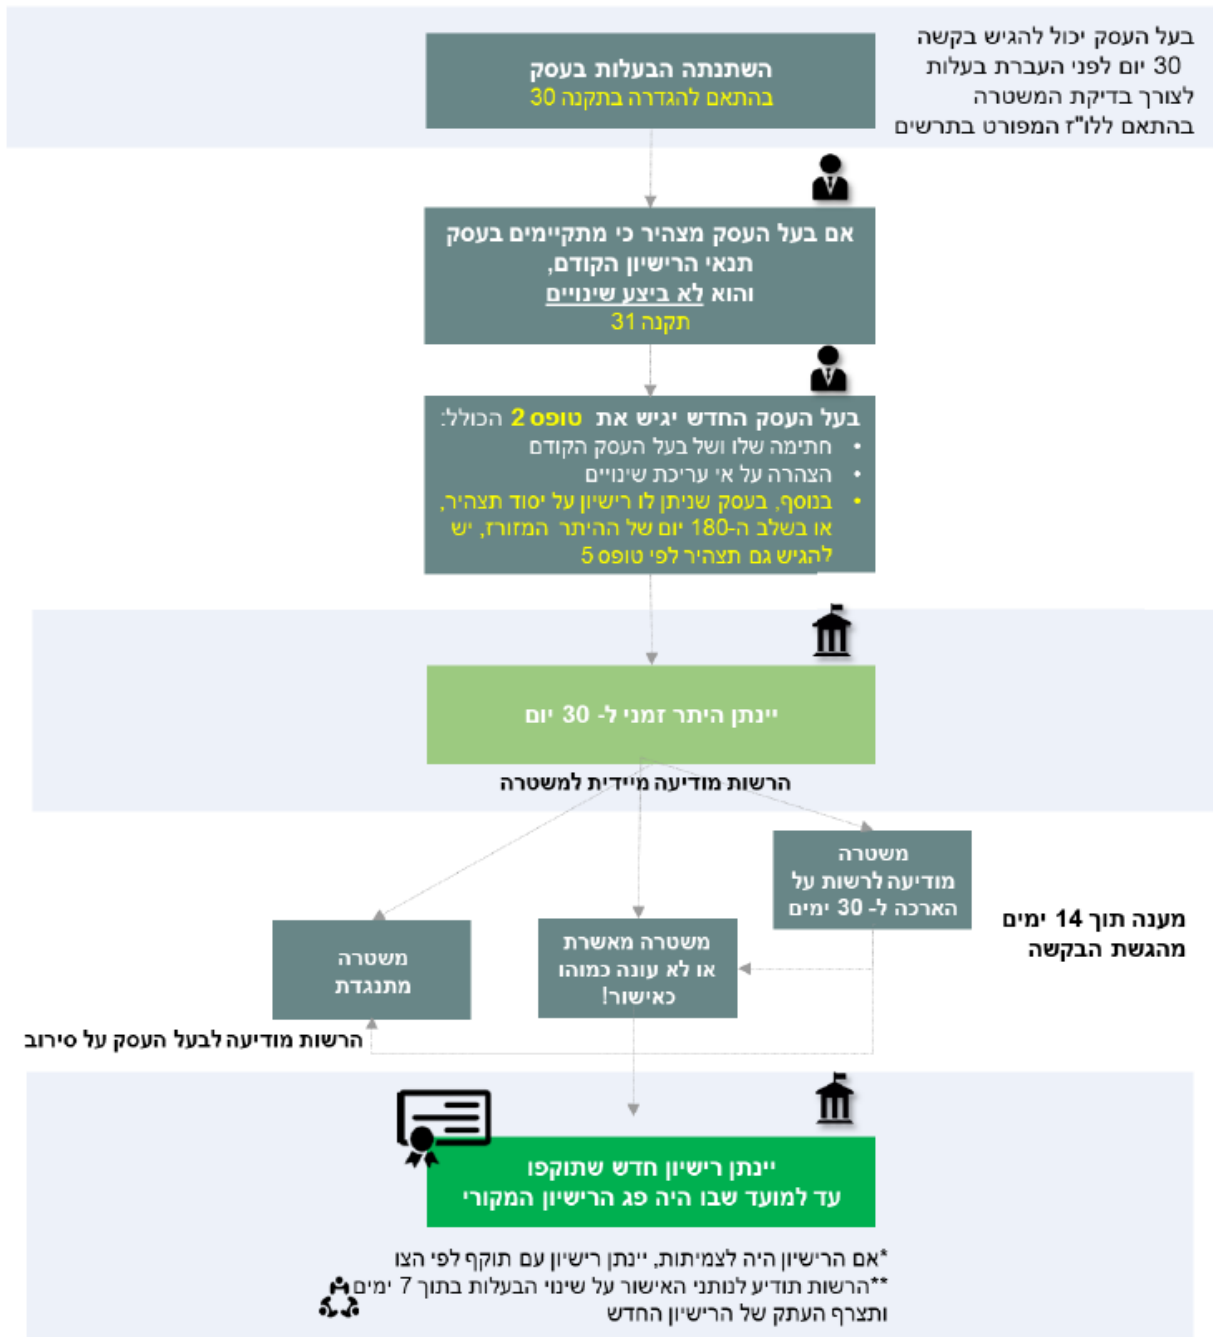 בעל העסק יכול להגיש בקשה
30 יום לפני העברת בעלות
לצורך בדיקת המשטרה
בהתאם ללו"ז המפורט בתרשים
השתנתה הבעלות בעסק
בהתאם להגדרה בתקנה 30
אם בעל העסק מצהיר כי מתקיימים בעסק
תנאי הרישיון הקודם,
והוא לא ביצע שינויים
תקנה 31
בעל העסק החדש יגיש את טופס 2 הכולל:
• חתימה שלו ושל בעל העסק הקודם
• הצהרה על אי עריכת שינויים
• בנוסף, בעסק שניתן לו רישיון על יסוד תצהיר,
או בשלב ה-180 יום של ההיתר המזורז, יש
להגיש גם תצהיר לפי טופס 5
יינתן היתר זמני ל- 30 יום
הרשות מודיעה מיידית למשטרה
משטרה
מודיעה לרשות על
הארכה ל- 30 ימים
מענה תוך 14 ימים
מהגשת הבקשה
משטרה מאשרת
או לא עונה כמוהו
כאישור!
משטרה
מתנגדת
הרשות מודיעה לבעל העסק על סירוב
יינתן רישיון חדש שתוקפו
עד למועד שבו היה פג הרישיון המקורי
*אם הרישיון היה לצמיתות, יינתן רישיון עם תוקף לפי הצו
**הרשות תודיע לנותני האישור על שינוי הבעלות בתוך 7 ימים
ותצרף העתק של הרישיון החדש